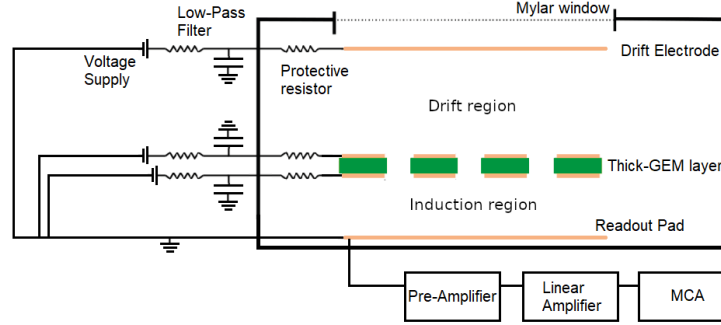 Low-Pass
Filter
Mylar window
Voltage
Supply
Protective
resistor
Drift Electrode
Drift region
Thick-GEM layer
Induction region
Readout Pad
Pre-Amplifier
Linear
Amplifier
MCA